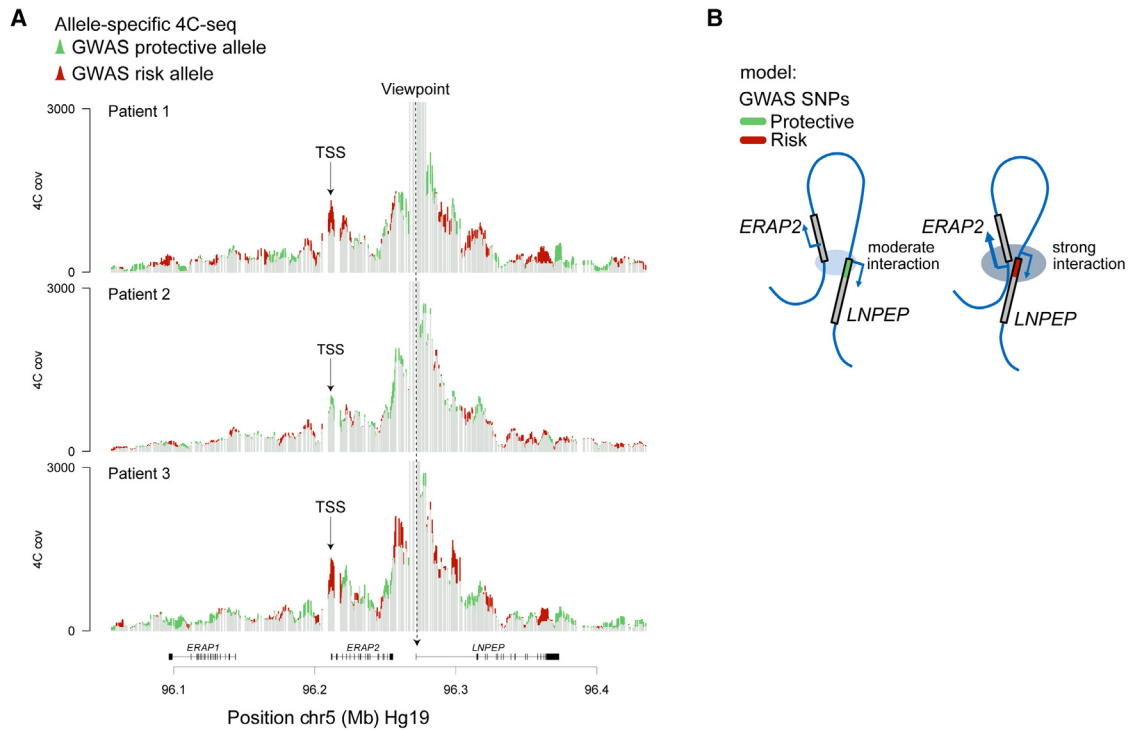 A
Allele-specific 4C-seq
GWAS protective allele
GWAS risk allele
Viewpoint
3000
Patient 1
TSS
4C cov
0
3000
Patient 2
TSS
4C cov
0
3000
Patient 3
TSS
4C cov
0
ERAP1
ERAP2
LNPEP
96.1
96.2
96.3
96.4
Position chr5 (Mb) Hg19
B
model:
GWAS SNPs
Protective
Risk
ERAP2
moderate
interaction
LNPEP
ERAP2
strong
interaction
LNPEP